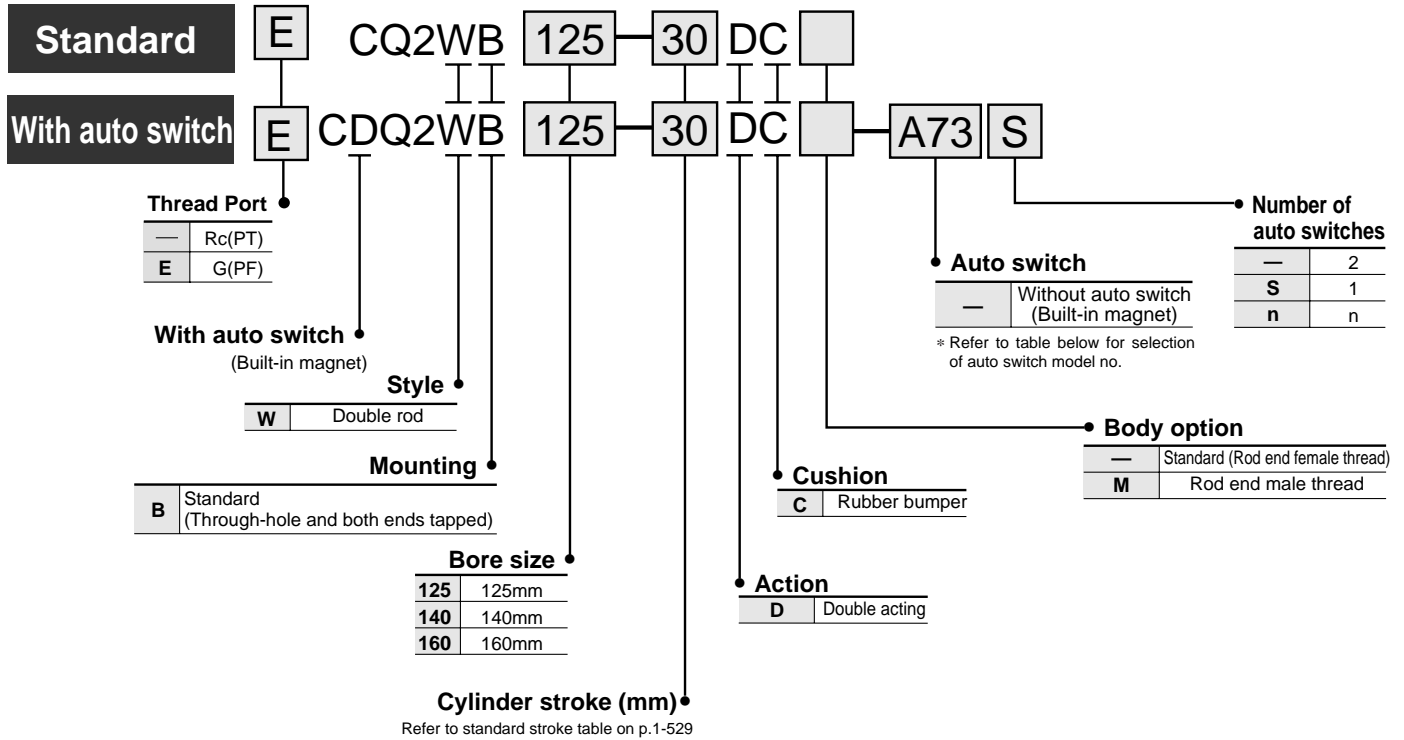 Standard E CQ2WB 125 — 30 DC
With auto switch E CDQ2WB 125 — 30 DC — A73 S
Thread Port
— Rc(PT)
E G(PF)
With auto switch
(Built-in magnet)
Style
W Double rod
Mounting
B Standard
(Through-hole and both ends tapped)
Bore size
125 125mm
140 140mm
160 160mm
Cylinder stroke (mm)
Refer to standard stroke table on p.1-529
Action
D Double acting
Cushion
C Rubber bumper
Body option
— Standard (Rod end female thread)
M Rod end male thread
Auto switch
— Without auto switch
(Built-in magnet)
* Refer to table below for selection
of auto switch model no.
Number of
auto switches
— 2
S 1
n n